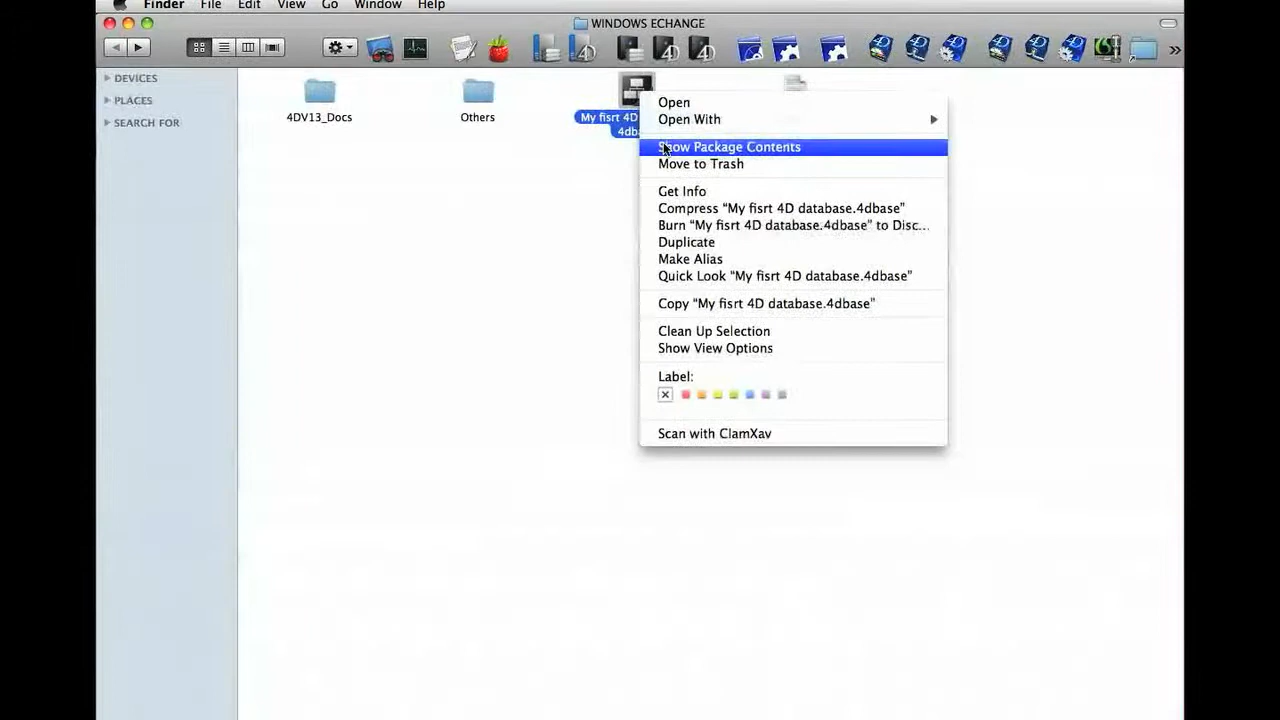 Finder File Edit View Go Window Help
WINDOWS ECHANGE
DEVICES
PLACES
SEARCH FOR
4DV13_Docs
Others
My fisrt 4D
4db
Open
Open With
Show Package Contents
Move to Trash
Get Info
Compress “My fisrt 4D database.4dbase”
Burn “My fisrt 4D database.4dbase” to Disc...
Duplicate
Make Alias
Quick Look “My fisrt 4D database.4dbase”
Copy “My fisrt 4D database.4dbase”
Clean Up Selection
Show View Options
Label:
Scan with ClamXav